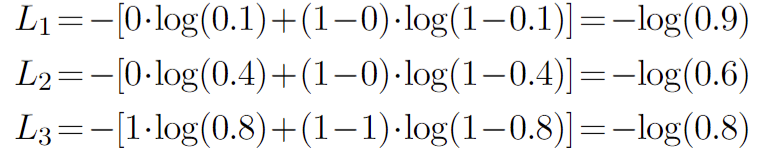 L₁=−[0·log(0.1)+(1−0)·log(1−0.1)]=−log(0.9)
L₂=−[0·log(0.4)+(1−0)·log(1−0.4)]=−log(0.6)
L₃=−[1·log(0.8)+(1−1)·log(1−0.8)]=−log(0.8)